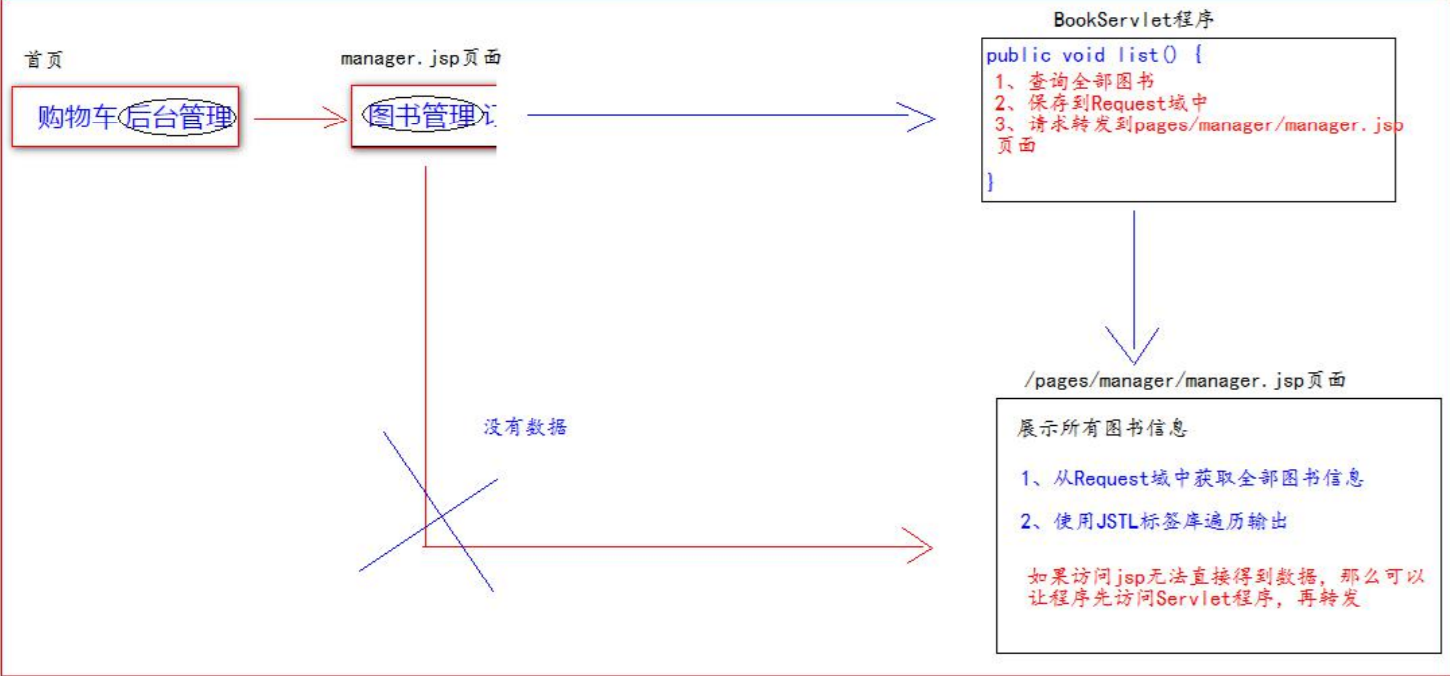 首页
购物车 后台管理
manager.jsp页面
图书管理
BookServlet程序
public void list() {
1、查询全部图书
2、保存到Request域中
3、请求转发到pages/manager/manager.jsp
页面
}
没有数据
/pages/manager/manager.jsp页面
展示所有图书信息
1、从Request域中获取全部图书信息
2、使用JSTL标签库遍历输出
如果访问jsp无法直接得到数据，那么可以
让程序先访问Servlet程序，再转发